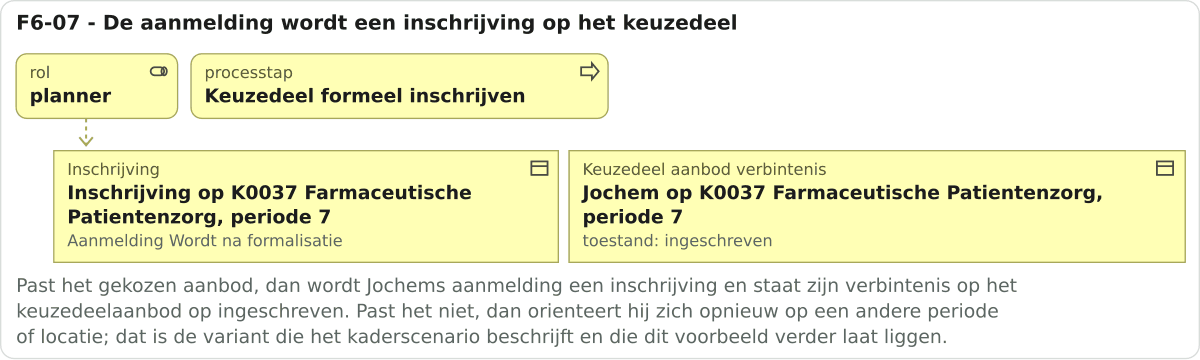 F6-07 - De aanmelding wordt een inschrijving op het keuzedeel
rol
planner
processtap
Keuzedeel formeel inschrijven
Inschrijving
Inschrijving op K0037 Farmaceutische
Patientenzorg, periode 7
Aanmelding Wordt na formalisatie
Keuzedeel aanbod verbintenis
Jochem op K0037 Farmaceutische Patientenzorg,
periode 7
toestand: ingeschreven
Past het gekozen aanbod, dan wordt Jochems aanmelding een inschrijving en staat zijn verbintenis op het
keuzedeelaanbod op ingeschreven. Past het niet, dan orienteert hij zich opnieuw op een andere periode
of locatie; dat is de variant die het kaderscenario beschrijft en die dit voorbeeld verder laat liggen.